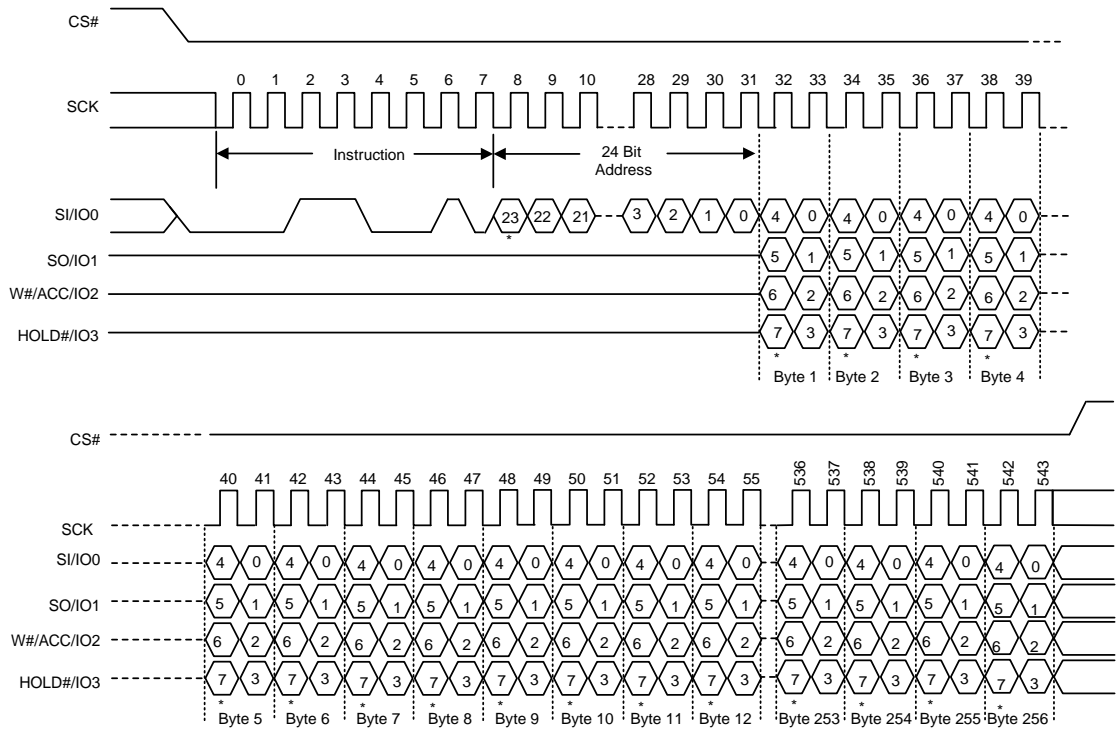 CS#
0 1 2 3 4 5 6 7 8 9 10 28 29 30 31 32 33 34 35 36 37 38 39
SCK
Instruction
24 Bit
Address
SI/IO0 23 22 21 3 2 1 0 4 0 4 0 4 0 4 0
*
SO/IO1 5 1 5 1 5 1 5 1
W#/ACC/IO2 6 2 6 2 6 2 6 2
HOLD#/IO3 7 3 7 3 7 3 7 3
* * * *
Byte 1 Byte 2 Byte 3 Byte 4
CS#
40 41 42 43 44 45 46 47 48 49 50 51 52 53 54 55 536 537 538 539 540 541 542 543
SCK
SI/IO0 4 0 4 0 4 0 4 0 4 0 4 0 4 0 4 0 4 0 4 0 4 0 4 0
SO/IO1 5 1 5 1 5 1 5 1 5 1 5 1 5 1 5 1 5 1 5 1 5 1 5 1
W#/ACC/IO2 6 2 6 2 6 2 6 2 6 2 6 2 6 2 6 2 6 2 6 2 6 2 6 2
HOLD#/IO3 7 3 7 3 7 3 7 3 7 3 7 3 7 3 7 3 7 3 7 3 7 3 7 3
* * * * * * * * * * * *
Byte 5 Byte 6 Byte 7 Byte 8 Byte 9 Byte 10 Byte 11 Byte 12 Byte 253 Byte 254 Byte 255 Byte 256